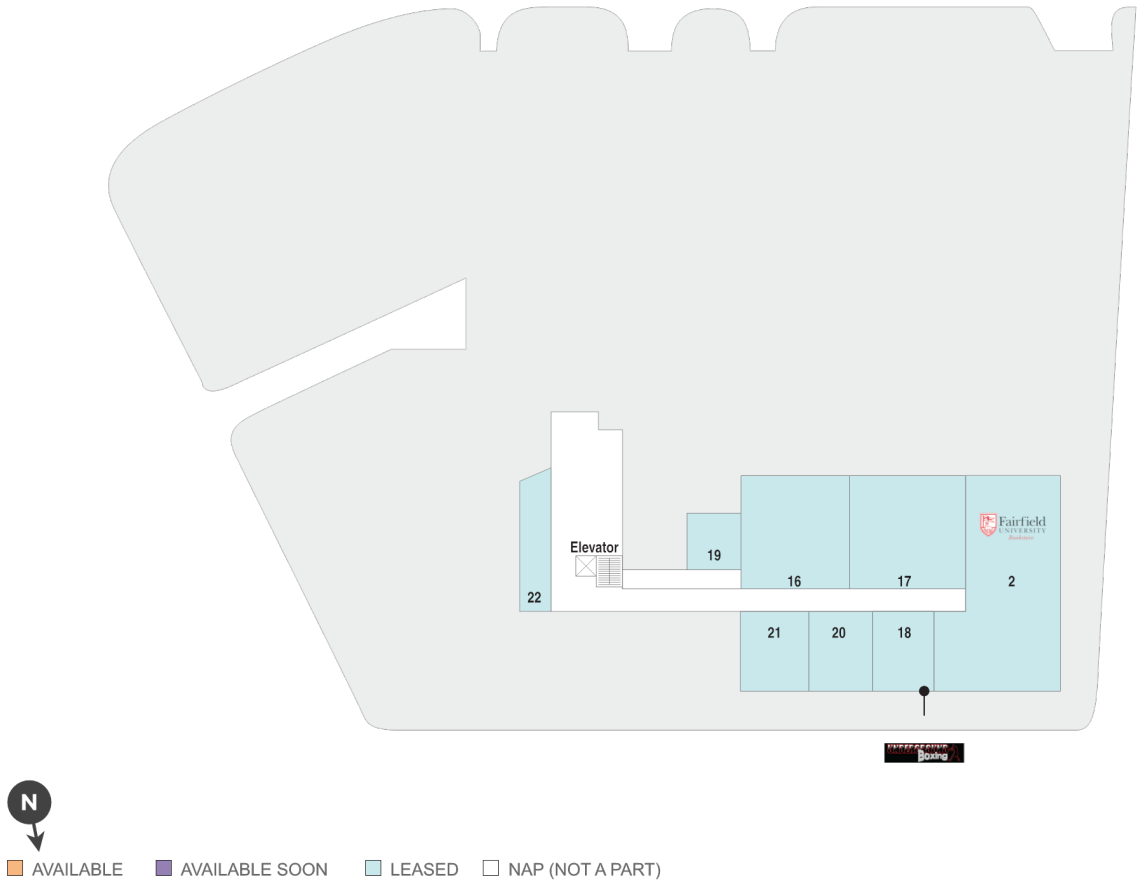 Fairfield
UNIVERSITY
Bookstore
Elevator
19
16
17
2
22
21
20
18
Boxing
N
AVAILABLE
AVAILABLE SOON
LEASED
NAP (NOT A PART)